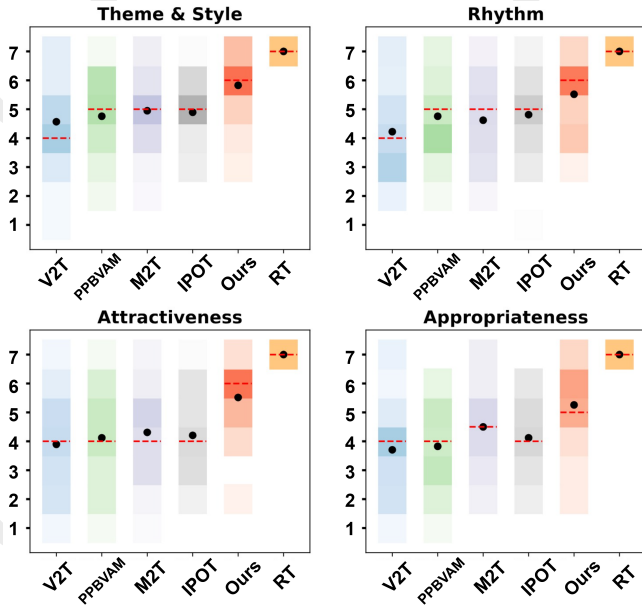 Theme & Style
7
6
5
4
3
2
1
V2T
PPBVAM
M2T
IPOT
Ours
RT
Rhythm
7
6
5
4
3
2
1
V2T
PPBVAM
M2T
IPOT
Ours
RT
Attractiveness
7
6
5
4
3
2
1
V2T
PPBVAM
M2T
IPOT
Ours
RT
Appropriateness
7
6
5
4
3
2
1
V2T
PPBVAM
M2T
IPOT
Ours
RT